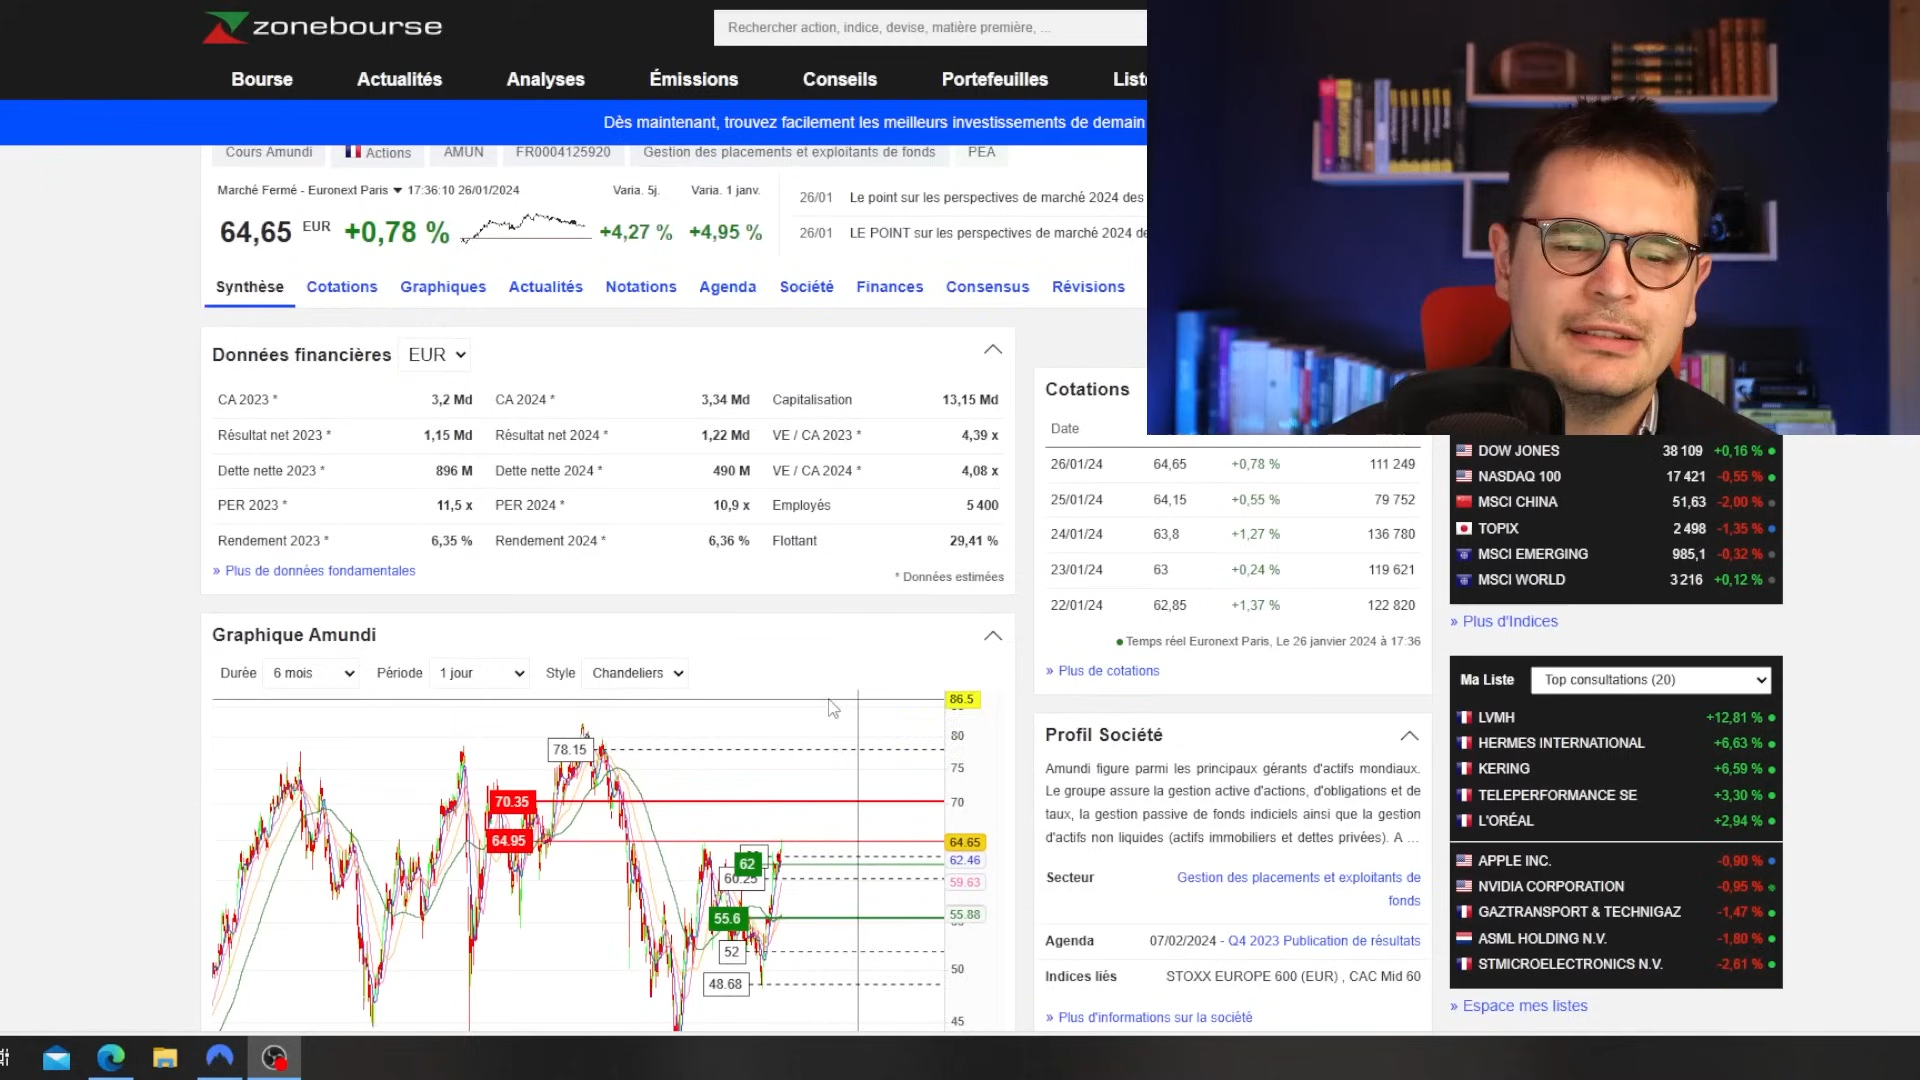 zonebourse
Rechercher action, indice, devise, matière première, ...
Bourse Actualités Analyses Émissions Conseils Portefeuilles List
Dès maintenant, trouvez facilement les meilleurs investissements de demain
Cours Amundi Actions AMUN FR0004125920 Gestion des placements et exploitants de fonds PEA
Marché Fermé - Euronext Paris 17:36:10 26/01/2024 Varia. 5j. Varia. 1 janv.
64,65 EUR +0,78 % +4,27 % +4,95 %
26/01 Le point sur les perspectives de marché 2024 des
26/01 LE POINT sur les perspectives de marché 2024 de
Synthèse Cotations Graphiques Actualités Notations Agenda Société Finances Consensus Révisions
Données financières EUR
CA 2023 * 3,2 Md CA 2024 * 3,34 Md Capitalisation 13,15 Md
Résultat net 2023 * 1,15 Md Résultat net 2024 * 1,22 Md VE / CA 2023 * 4,39 x
Dette nette 2023 * 896 M Dette nette 2024 * 490 M VE / CA 2024 * 4,08 x
PER 2023 * 11,5 x PER 2024 * 10,9 x Employés 5 400
Rendement 2023 * 6,35 % Rendement 2024 * 6,36 % Flottant 29,41 %
» Plus de données fondamentales
* Données estimées
Graphique Amundi
Durée 6 mois Période 1 jour Style Chandeliers
86.5
80
78.15
75
70.35
70
64.95
64.65
62
62.46
60.25
59.63
55.6
55.88
52
50
48.68
45
Cotations
Date
26/01/24 64,65 +0,78 % 111 249
25/01/24 64,15 +0,55 % 79 752
24/01/24 63,8 +1,27 % 136 780
23/01/24 63 +0,24 % 119 621
22/01/24 62,85 +1,37 % 122 820
Temps réel Euronext Paris, Le 26 janvier 2024 à 17:36
» Plus de cotations
Profil Société
Amundi figure parmi les principaux gérants d'actifs mondiaux.
Le groupe assure la gestion active d'actions, d'obligations et de
taux, la gestion passive de fonds indiciels ainsi que la gestion
d'actifs non liquides (actifs immobiliers et dettes privées). A ...
Secteur Gestion des placements et exploitants de
fonds
Agenda 07/02/2024 - Q4 2023 Publication de résultats
Indices liés STOXX EUROPE 600 (EUR) , CAC Mid 60
» Plus d'informations sur la société
DOW JONES 38 109 +0,16 %
NASDAQ 100 17 421 -0,55 %
MSCI CHINA 51,63 -2,00 %
TOPIX 2 498 -1,35 %
MSCI EMERGING 985,1 -0,32 %
MSCI WORLD 3 216 +0,12 %
» Plus d'Indices
Ma Liste Top consultations (20)
LVMH +12,81 %
HERMES INTERNATIONAL +6,63 %
KERING +6,59 %
TELEPERFORMANCE SE +3,30 %
L'ORÉAL +2,94 %
APPLE INC. -0,90 %
NVIDIA CORPORATION -0,95 %
GAZTRANSPORT & TECHNIGAZ -1,47 %
ASML HOLDING N.V. -1,80 %
STMICROELECTRONICS N.V. -2,61 %
» Espace mes listes